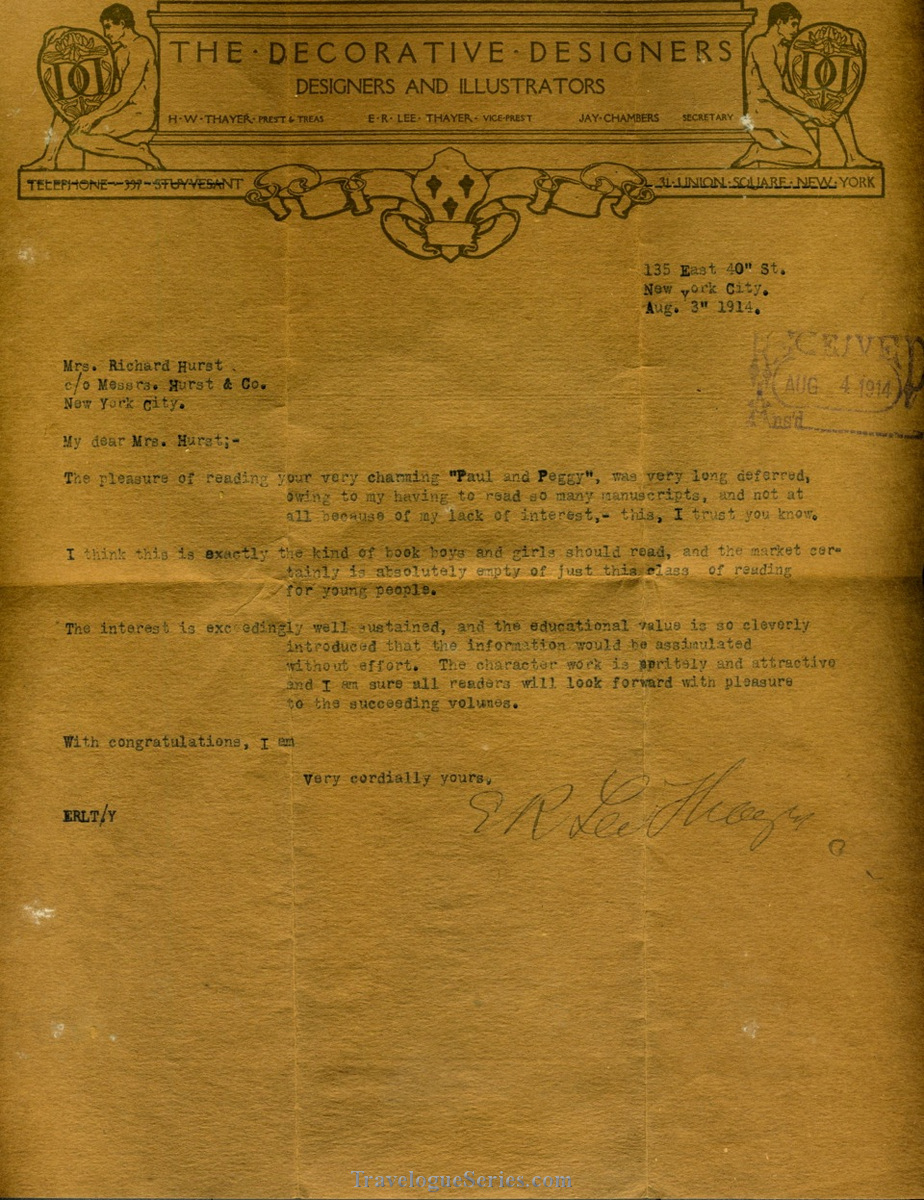 THE · DECORATIVE · DESIGNERS
DESIGNERS AND ILLUSTRATORS
H · W · THAYER · PRES'T & TREAS E · R · LEE · THAYER · VICE-PRES'T JAY · CHAMBERS SECRETARY
TELEPHONE · 397 · STUYVESANT
31 · UNION · SQUARE · NEW · YORK
135 East 40" St.
New york City.
Aug. 3" 1914.
RECEIVED
AUG 4 1914
Ans'd
Mrs. Richard Hurst
c/o Messrs. Hurst & Co.
New York City.
My dear Mrs. Hurst;-
The pleasure of reading your very charming "Paul and Peggy", was very long deferred,
owing to my having to read so many manuscripts, and not at
all because of my lack of interest,- this, I trust you know.
I think this is exactly the kind of book boys and girls should read, and the market cer-
tainly is absolutely empty of just this class of reading
for young people.
The interest is exceedingly well sustained, and the educational value is so cleverly
introduced that the information would be assimulated
without effort. The character work is spritely and attractive
and I am sure all readers will look forward with pleasure
to the succeeding volumes.
With congratulations, I am
Very cordially yours,
E R Lee Thayer
ERLT/Y
TravelogueSeries.com